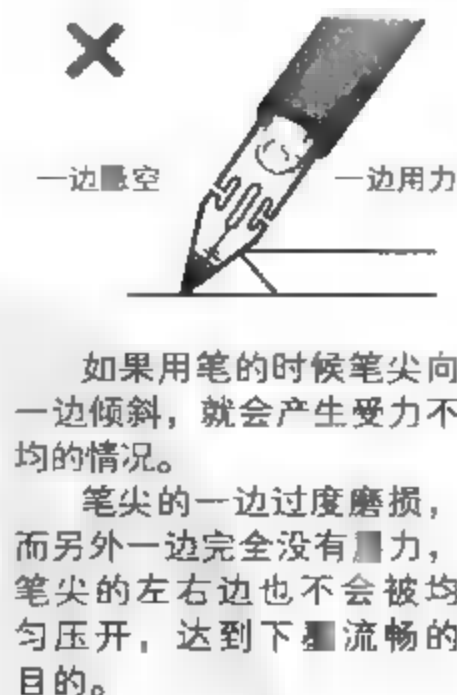 一边空
一边用力
如果用笔的时候笔尖向
一边倾斜，就会产生受力不
均的情况。
笔尖的一边过度磨损，
而另外一边完全没有力，
笔尖的左右边也不会被均
匀压开，达到下流畅的
目的。